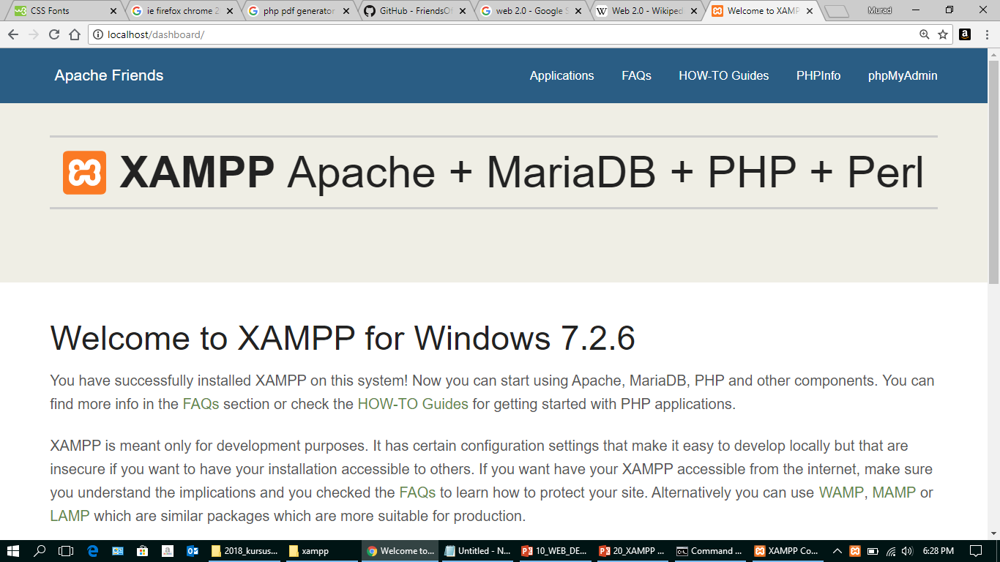 CSS Fonts
ie firefox chrome 2
php pdf generator
GitHub - FriendsOf
web 2.0 - Google S
Web 2.0 - Wikiped
Welcome to XAMP
Murad
localhost/dashboard/
Apache Friends
Applications
FAQs
HOW-TO Guides
PHPInfo
phpMyAdmin
XAMPP Apache + MariaDB + PHP + Perl
Welcome to XAMPP for Windows 7.2.6
You have successfully installed XAMPP on this system! Now you can start using Apache, MariaDB, PHP and other components. You can
find more info in the FAQs section or check the HOW-TO Guides for getting started with PHP applications.
XAMPP is meant only for development purposes. It has certain configuration settings that make it easy to develop locally but that are
insecure if you want to have your installation accessible to others. If you want have your XAMPP accessible from the internet, make sure
you understand the implications and you checked the FAQs to learn how to protect your site. Alternatively you can use WAMP, MAMP or
LAMP which are similar packages which are more suitable for production.
2018_kursus...
xampp
Welcome to...
Untitled - N...
10_WEB_DE...
20_XAMPP ...
Command ...
XAMPP Co...
6:28 PM